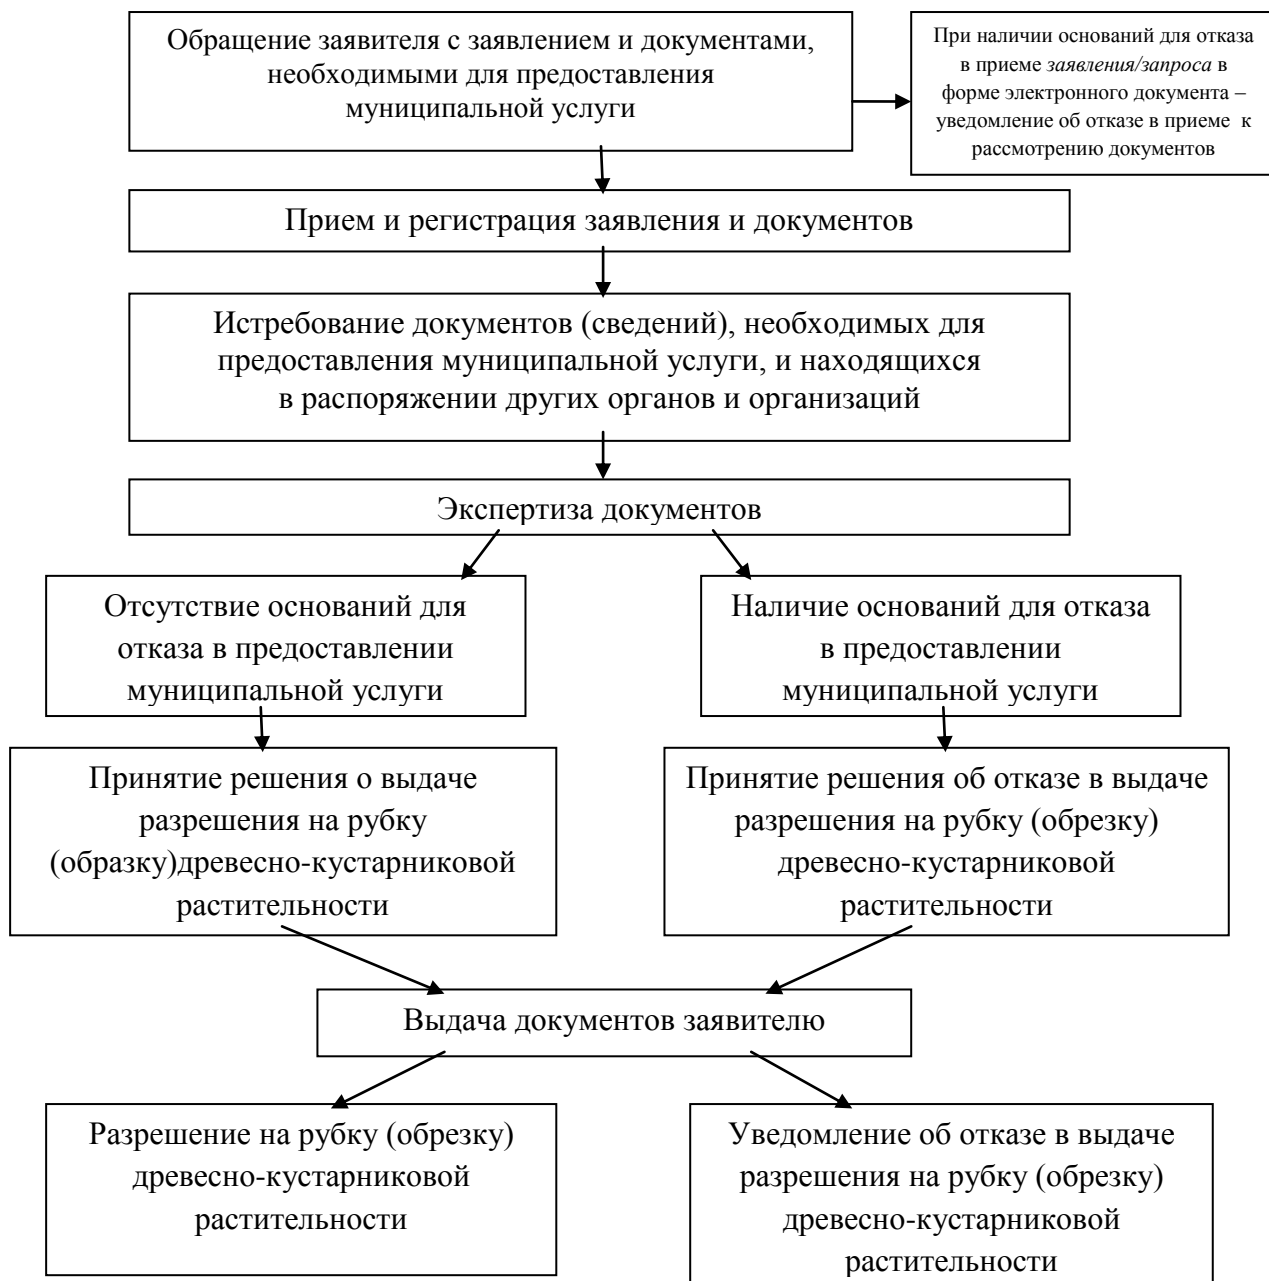 Обращение заявителя с заявлением и документами,
необходимыми для предоставления
муниципальной услуги
При наличии оснований для отказа
в приеме заявления/запроса в
форме электронного документа –
уведомление об отказе в приеме к
рассмотрению документов
Прием и регистрация заявления и документов
Истребование документов (сведений), необходимых для
предоставления муниципальной услуги, и находящихся
в распоряжении других органов и организаций
Экспертиза документов
Отсутствие оснований для
отказа в предоставлении
муниципальной услуги
Наличие оснований для отказа
в предоставлении
муниципальной услуги
Принятие решения о выдаче
разрешения на рубку
(образку)древесно-кустарниковой
растительности
Принятие решения об отказе в выдаче
разрешения на рубку (обрезку)
древесно-кустарниковой
растительности
Выдача документов заявителю
Разрешение на рубку (обрезку)
древесно-кустарниковой
растительности
Уведомление об отказе в выдаче
разрешения на рубку (обрезку)
древесно-кустарниковой
растительности